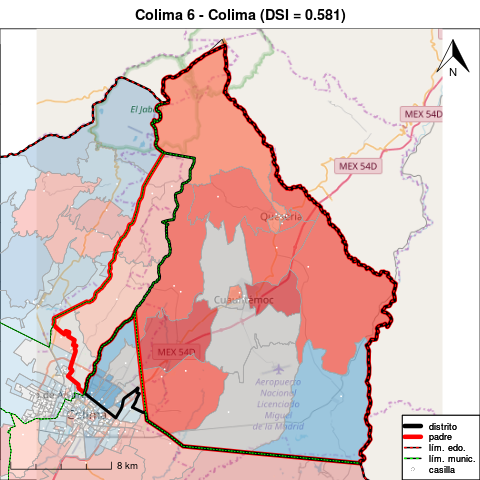 Colima 6 - Colima (DSI = 0.581)
N
El Jaba
MEX 54D
MEX 54D
Quesería
Cuauhtémoc
MEX 54D
Aeropuerto
Nacional
Licenciado
Miguel
de la Madrid
Colima
8 km
distrito
padre
lím. edo.
lím. munic.
casilla